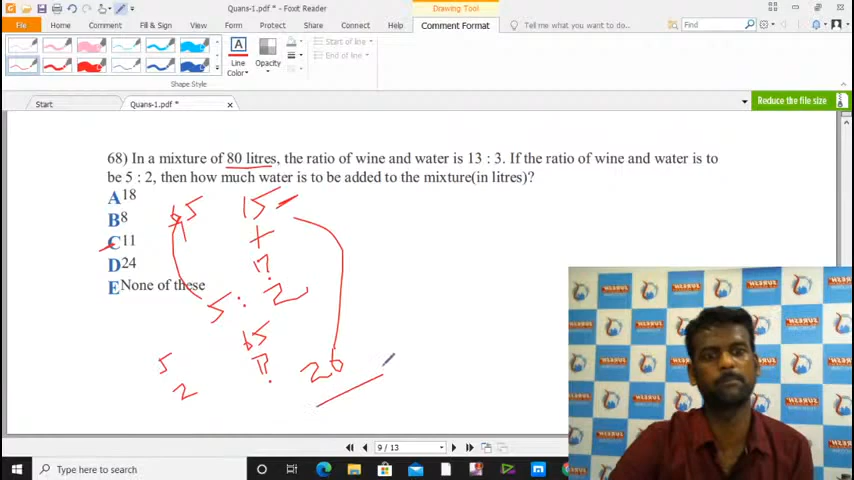 Quans-1.pdf * - Foxt Reader
Drawing Tool
File
Home
Comment
View
Form
Protect
Share
Help
Extras
Comment Format
Tell me what you want to do...
Find
Line Color
Opacity
Start of line
End of line
Shape Style
Start
Quans-1.pdf *
Reduce the file size
68) In a mixture of 80 litres, the ratio of wine and water is 13 : 3. If the ratio of wine and water is to
be 5 : 2, then how much water is to be added to the mixture(in litres)?
A 18
B 8
C 11
D 24
E None of these
65 15
+
?
5 : 2
65
5 ? 26
2
9 / 13
Type here to search